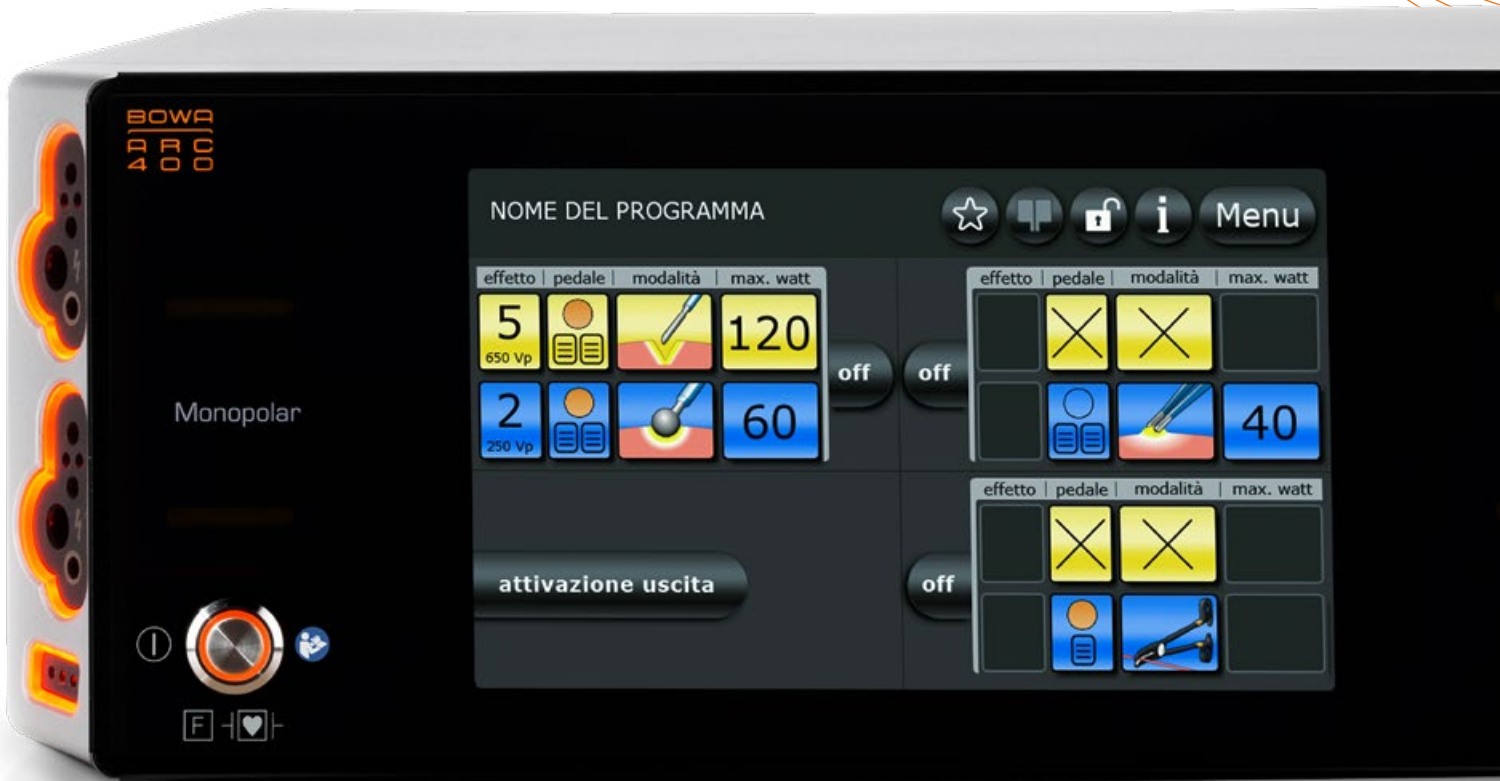 BOWA
ARC
400
NOME DEL PROGRAMMA
i
Menu
effetto | pedale | modalità | max. watt
5
650 Vp
120
off
2
250 Vp
60
off
effetto | pedale | modalità | max. watt
40
Monopolar
attivazione uscita
off
effetto | pedale | modalità | max. watt
F